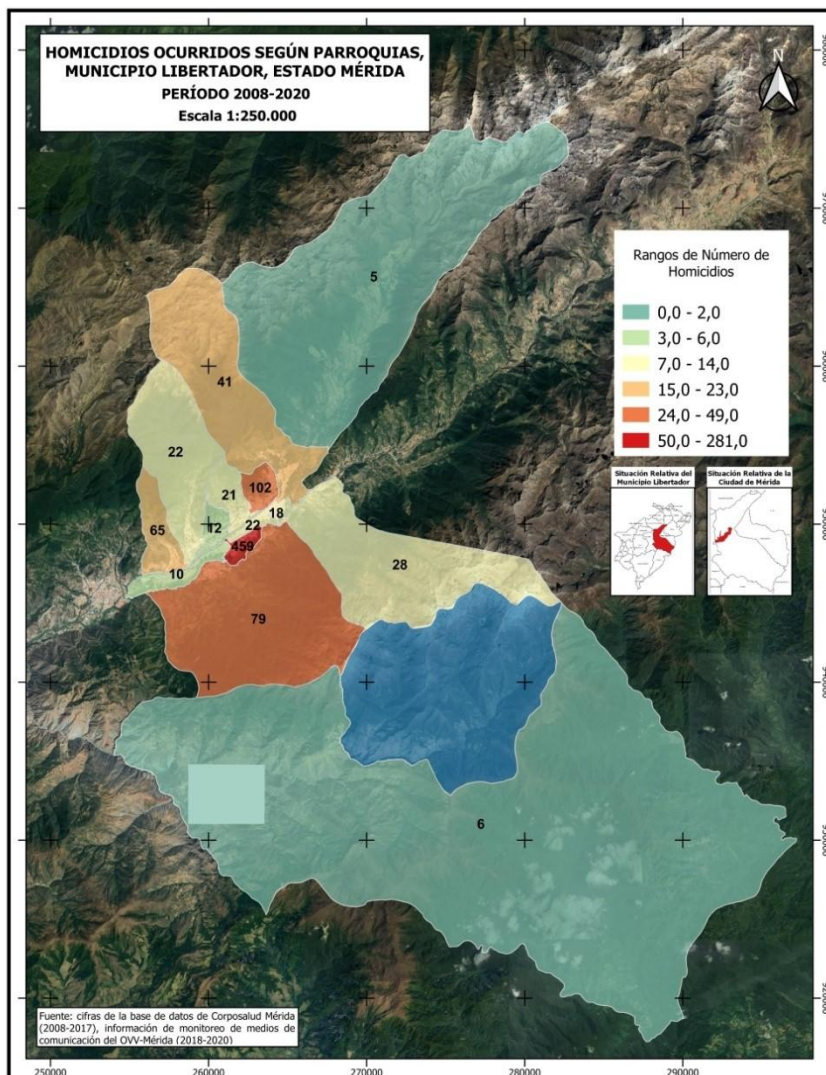 HOMICIDIOS OCURRIDOS SEGÚN PARROQUIAS,
MUNICIPIO LIBERTADOR, ESTADO MÉRIDA
PERÍODO 2008-2020
Escala 1:250.000
N
Rangos de Número de
Homicidios
0,0 - 2,0
3,0 - 6,0
7,0 - 14,0
15,0 - 23,0
24,0 - 49,0
50,0 - 281,0
Situación Relativa del
Municipio Libertador
Situación Relativa de la
Ciudad de Mérida
5
41
22
21
102
18
65
12
22
459
10
28
79
6
Fuente: cifras de la base de datos de Corposalud Mérida
(2008-2017), información de monitoreo de medios de
comunicación del OVV-Mérida (2018-2020)
250000
260000
270000
280000
290000